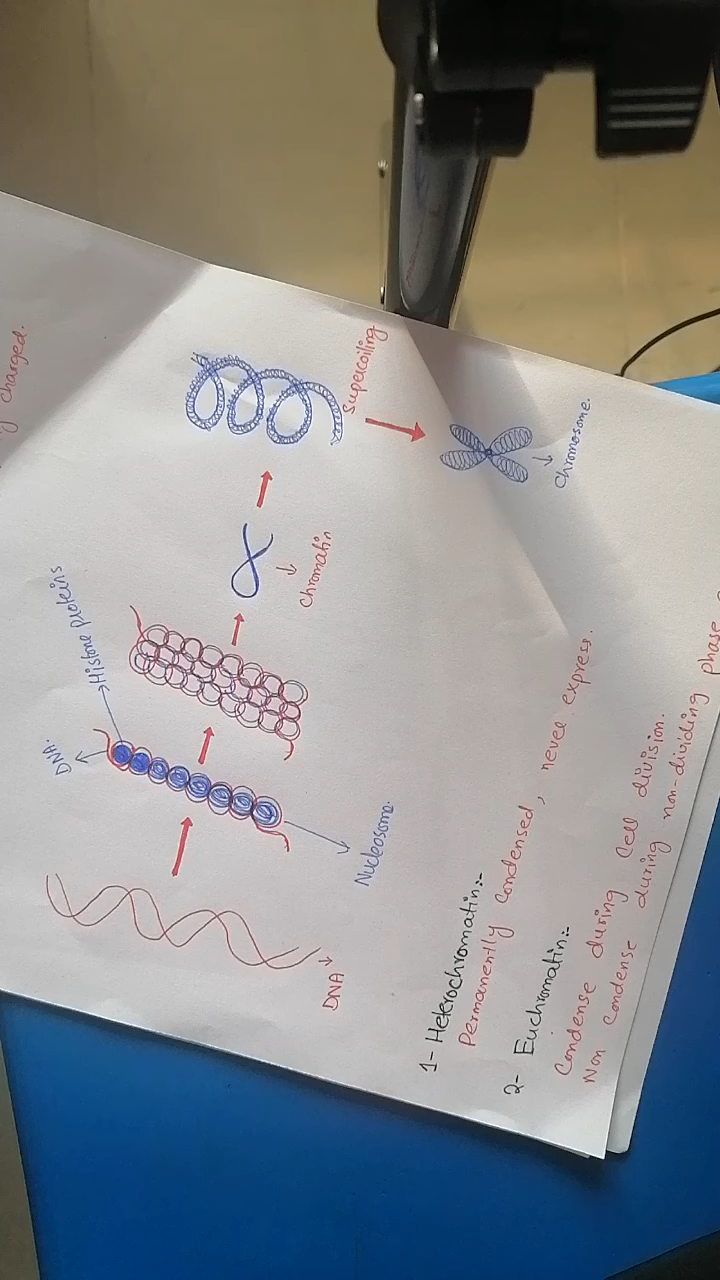 charged.
DNA.
Histone proteins
DNA
Nucleosome.
Chromatin
Supercoiling
Chromosome.
1- Heterochromatin:-
Permanently condensed, never express.
2- Euchromatin:-
Condense during Cell division.
Non Condense during non-dividing phase